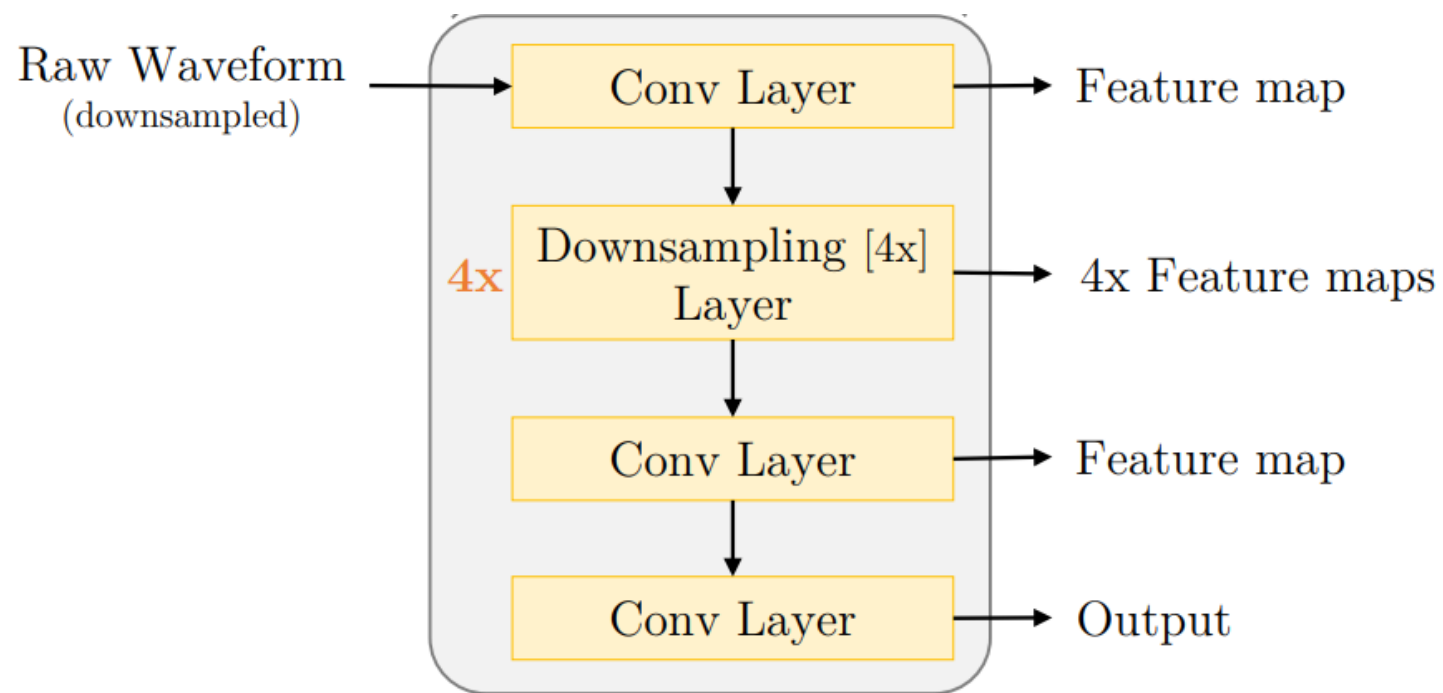 Raw Waveform
(downsampled)
Conv Layer
Feature map
4x
Downsampling [4x]
Layer
4x Feature maps
Conv Layer
Feature map
Conv Layer
Output